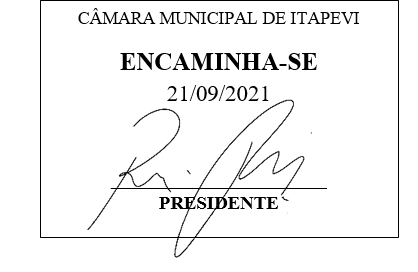 CÂMARA MUNICIPAL DE ITAPEVI
ENCAMINHA-SE
21/09/2021
PRESIDENTE